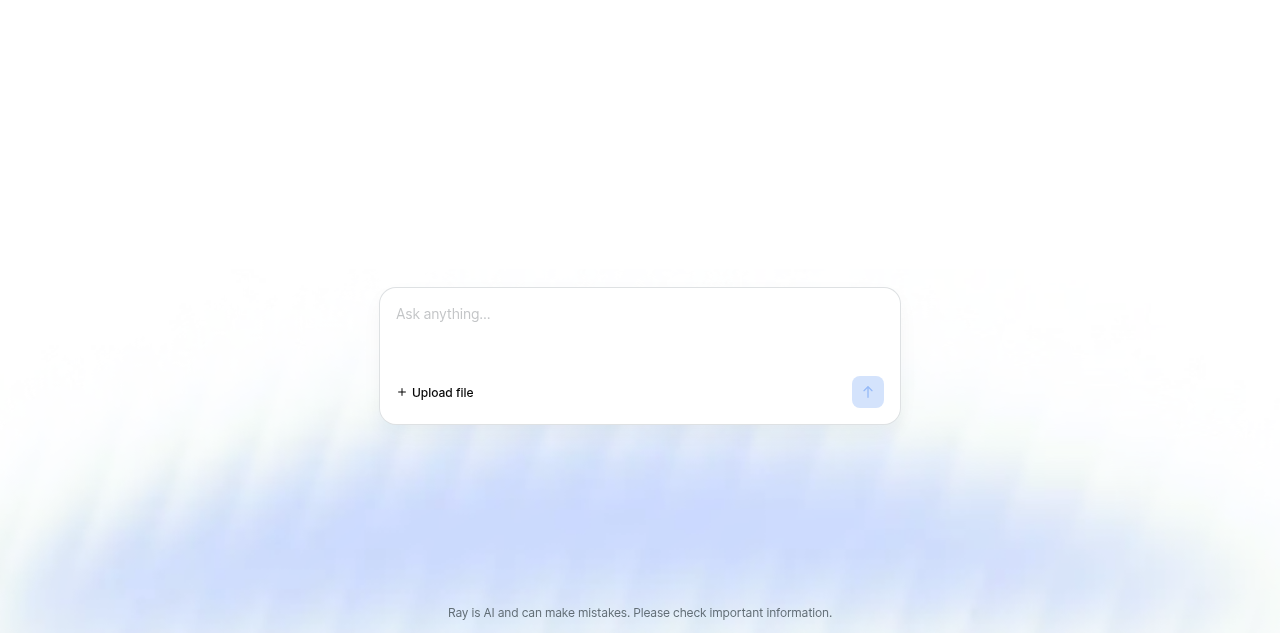 Ask anything...
Upload file
Ray is AI and can make mistakes. Please check important information.